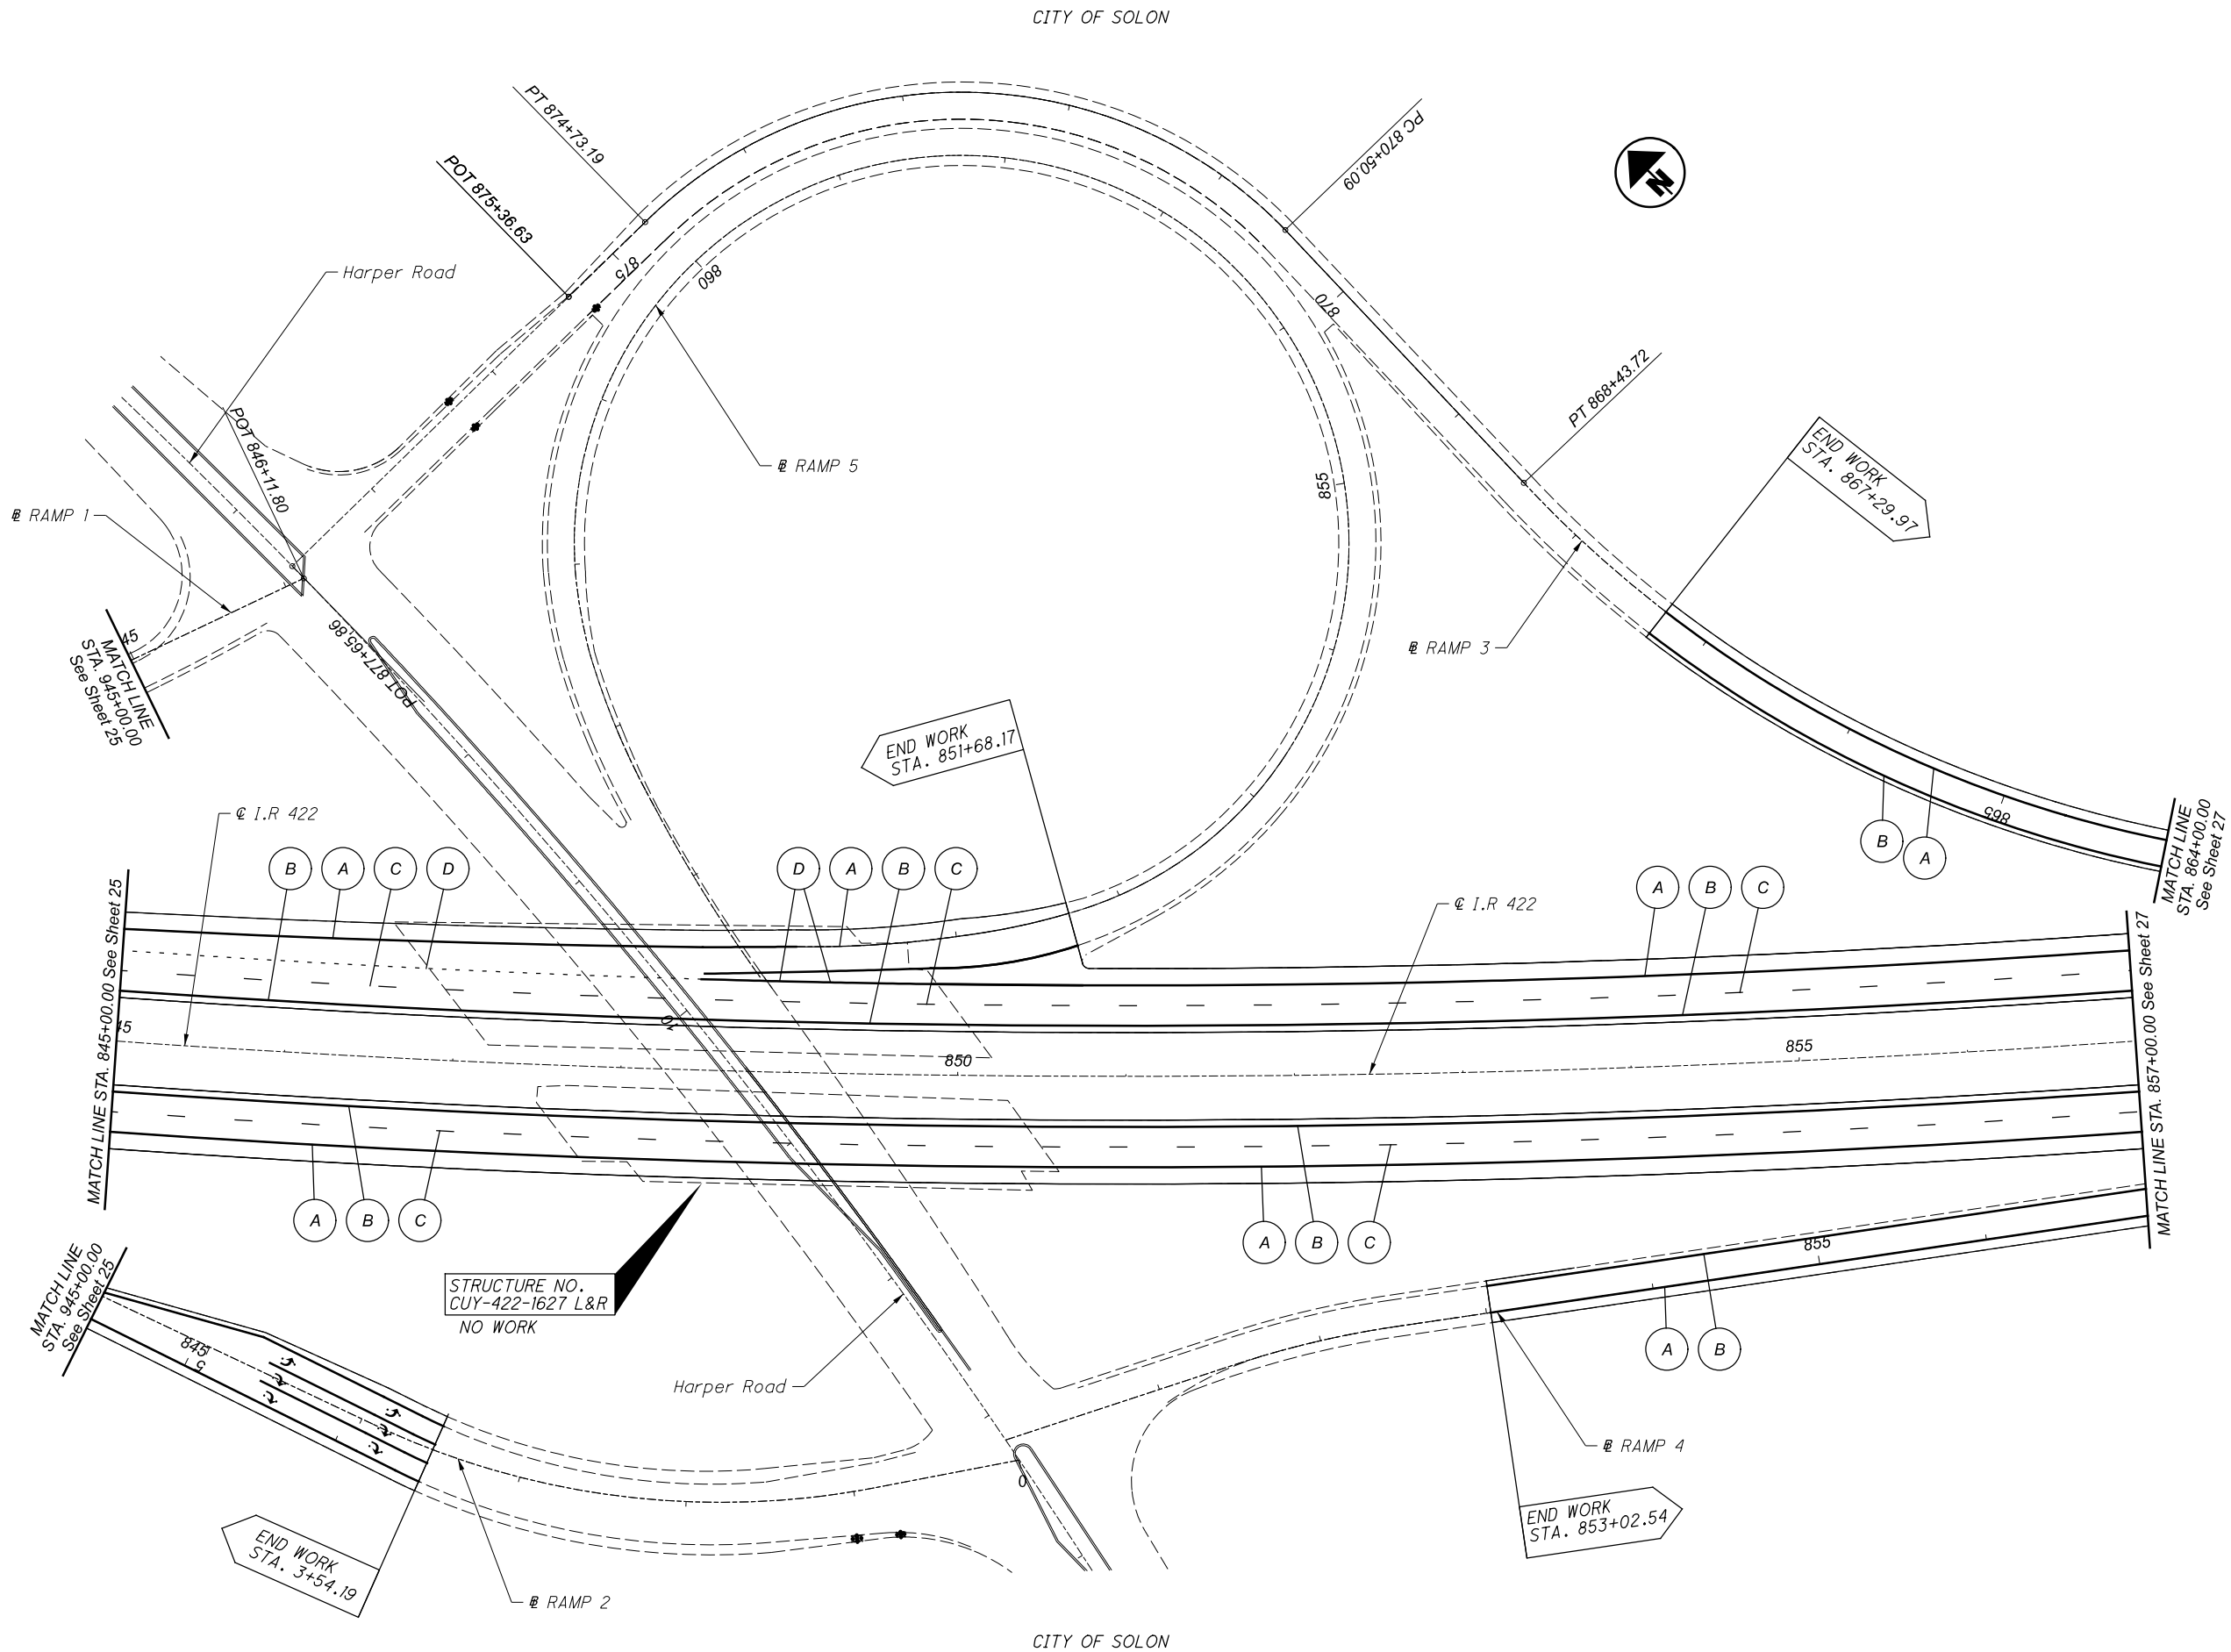 CITY OF SOLON
PT 874+73.19
PC 870+50.09
POT 875+36.63
N
Harper Road
875
860
870
PT 868+43.72
POT 846+11.80
END WORK
STA. 867+29.97
℄ RAMP 5
855
℄ RAMP 1
POT 877+65.86
℄ RAMP 3
45
MATCH LINE
STA. 945+00.00
See Sheet 25
END WORK
STA. 851+68.17
℄ I.R 422
865
MATCH LINE
STA. 864+00.00
See Sheet 27
B
A
B
A
C
D
D
A
B
C
A
B
C
℄ I.R 422
MATCH LINE STA. 845+00.00 See Sheet 25
MATCH LINE STA. 857+00.00 See Sheet 27
45
10
850
855
A
B
C
A
B
C
STRUCTURE NO.
CUY-422-1627 L&R
NO WORK
MATCH LINE
STA. 945+00.00
See Sheet 25
855
845
5
A
B
Harper Road
℄ RAMP 4
0
END WORK
STA. 853+02.54
END WORK
STA. 3+54.19
℄ RAMP 2
CITY OF SOLON